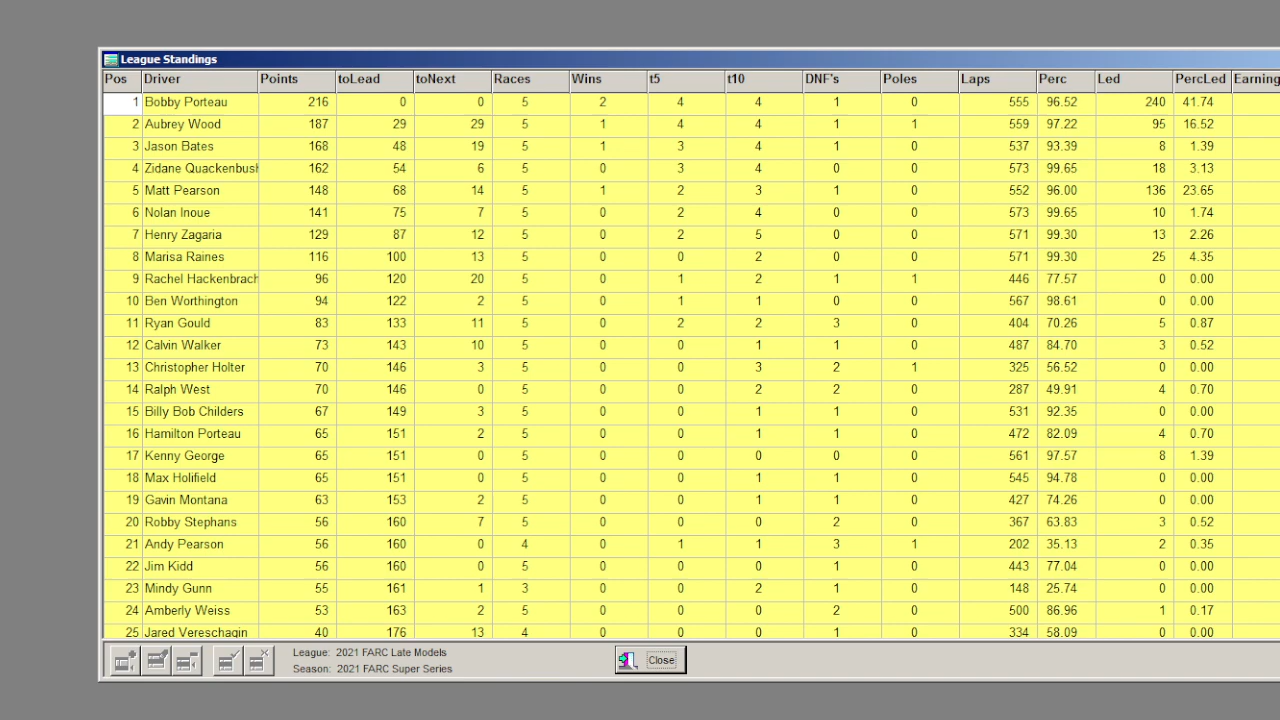 League Standings
Pos Driver Points toLead toNext Races Wins t5 t10 DNF's Poles Laps Perc Led PercLed Earning
1 Bobby Porteau 216 0 0 5 2 4 4 1 0 555 96.52 240 41.74
2 Aubrey Wood 187 29 29 5 1 4 4 1 1 559 97.22 95 16.52
3 Jason Bates 168 48 19 5 1 3 4 1 0 537 93.39 8 1.39
4 Zidane Quackenbush 162 54 6 5 0 3 4 0 0 573 99.65 18 3.13
5 Matt Pearson 148 68 14 5 1 2 3 1 0 552 96.00 136 23.65
6 Nolan Inoue 141 75 7 5 0 2 4 0 0 573 99.65 10 1.74
7 Henry Zagaria 129 87 12 5 0 2 5 0 0 571 99.30 13 2.26
8 Marisa Raines 116 100 13 5 0 0 2 0 0 571 99.30 25 4.35
9 Rachel Hackenbrach 96 120 20 5 0 1 2 1 1 446 77.57 0 0.00
10 Ben Worthington 94 122 2 5 0 1 1 0 0 567 98.61 0 0.00
11 Ryan Gould 83 133 11 5 0 2 2 3 0 404 70.26 5 0.87
12 Calvin Walker 73 143 10 5 0 0 1 1 0 487 84.70 3 0.52
13 Christopher Holter 70 146 3 5 0 0 3 2 1 325 56.52 0 0.00
14 Ralph West 70 146 0 5 0 0 2 2 0 287 49.91 4 0.70
15 Billy Bob Childers 67 149 3 5 0 0 1 1 0 531 92.35 0 0.00
16 Hamilton Porteau 65 151 2 5 0 0 1 1 0 472 82.09 4 0.70
17 Kenny George 65 151 0 5 0 0 0 0 0 561 97.57 8 1.39
18 Max Holifield 65 151 0 5 0 0 1 1 0 545 94.78 0 0.00
19 Gavin Montana 63 153 2 5 0 0 1 1 0 427 74.26 0 0.00
20 Robby Stephans 56 160 7 5 0 0 0 2 0 367 63.83 3 0.52
21 Andy Pearson 56 160 0 4 0 1 1 3 1 202 35.13 2 0.35
22 Jim Kidd 56 160 0 5 0 0 0 1 0 443 77.04 0 0.00
23 Mindy Gunn 55 161 1 3 0 0 2 1 0 148 25.74 0 0.00
24 Amberly Weiss 53 163 2 5 0 0 0 2 0 500 86.96 1 0.17
25 Jared Vereschagin 40 176 13 4 0 0 0 1 0 334 58.09 0 0.00
League: 2021 FARC Late Models
Season: 2021 FARC Super Series
Close